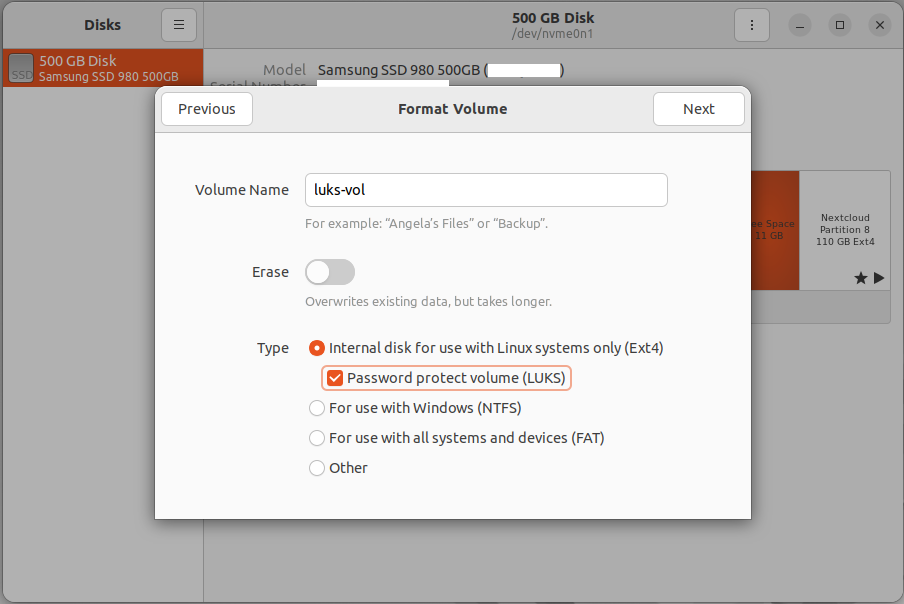 Disks
500 GB Disk
/dev/nvme0n1
500 GB Disk
Samsung SSD 980 500GB
SSD
Model Samsung SSD 980 500GB ( )
Serial Number
Previous
Format Volume
Next
Volume Name luks-vol
For example: “Angela’s Files” or “Backup”.
Erase
Overwrites existing data, but takes longer.
Type Internal disk for use with Linux systems only (Ext4)
Password protect volume (LUKS)
For use with Windows (NTFS)
For use with all systems and devices (FAT)
Other
Space
11 GB
Nextcloud
Partition 8
110 GB Ext4